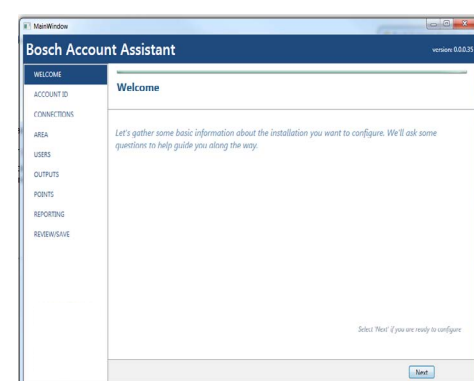 MainWindow
Bosch Account Assistant
version: 0.0.0.35
WELCOME
ACCOUNT ID
CONNECTIONS
AREA
USERS
OUTPUTS
POINTS
REPORTING
REVIEW/SAVE
Welcome
Let's gather some basic information about the installation you want to configure. We'll ask some
questions to help guide you along the way.
Select 'Next' if you are ready to configure
Next